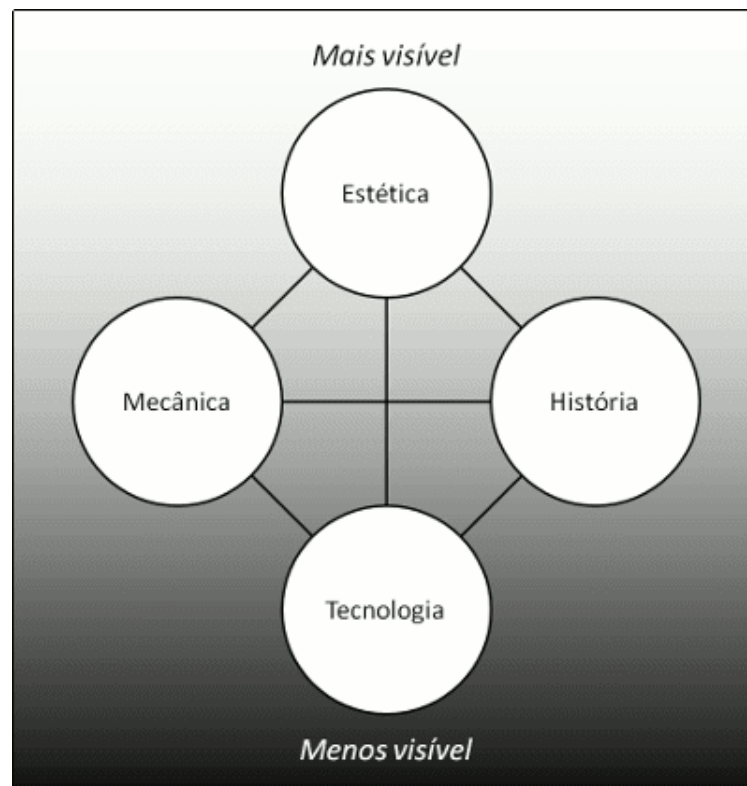 Mais visível
Estética
Mecânica
História
Tecnologia
Menos visível